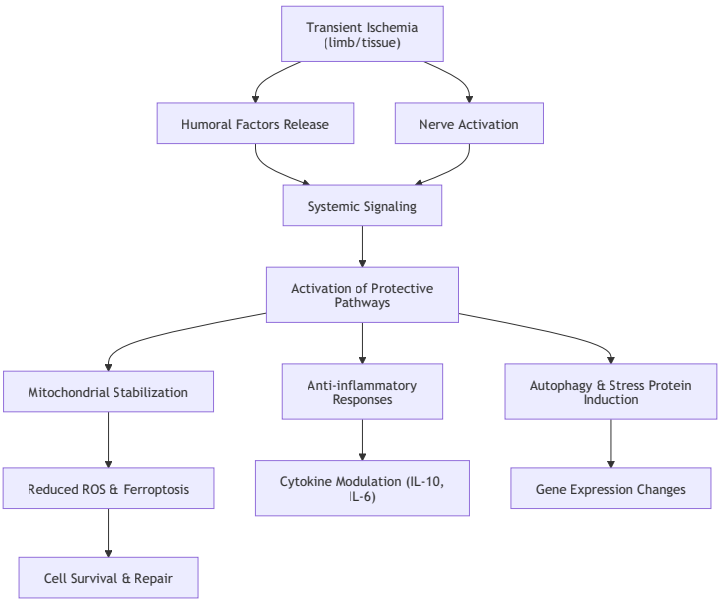 Transient Ischemia
(limb/tissue)
Humoral Factors Release
Nerve Activation
Systemic Signaling
Activation of Protective
Pathways
Mitochondrial Stabilization
Anti-inflammatory
Responses
Autophagy & Stress Protein
Induction
Reduced ROS & Ferroptosis
Cytokine Modulation (IL-10,
IL-6)
Gene Expression Changes
Cell Survival & Repair